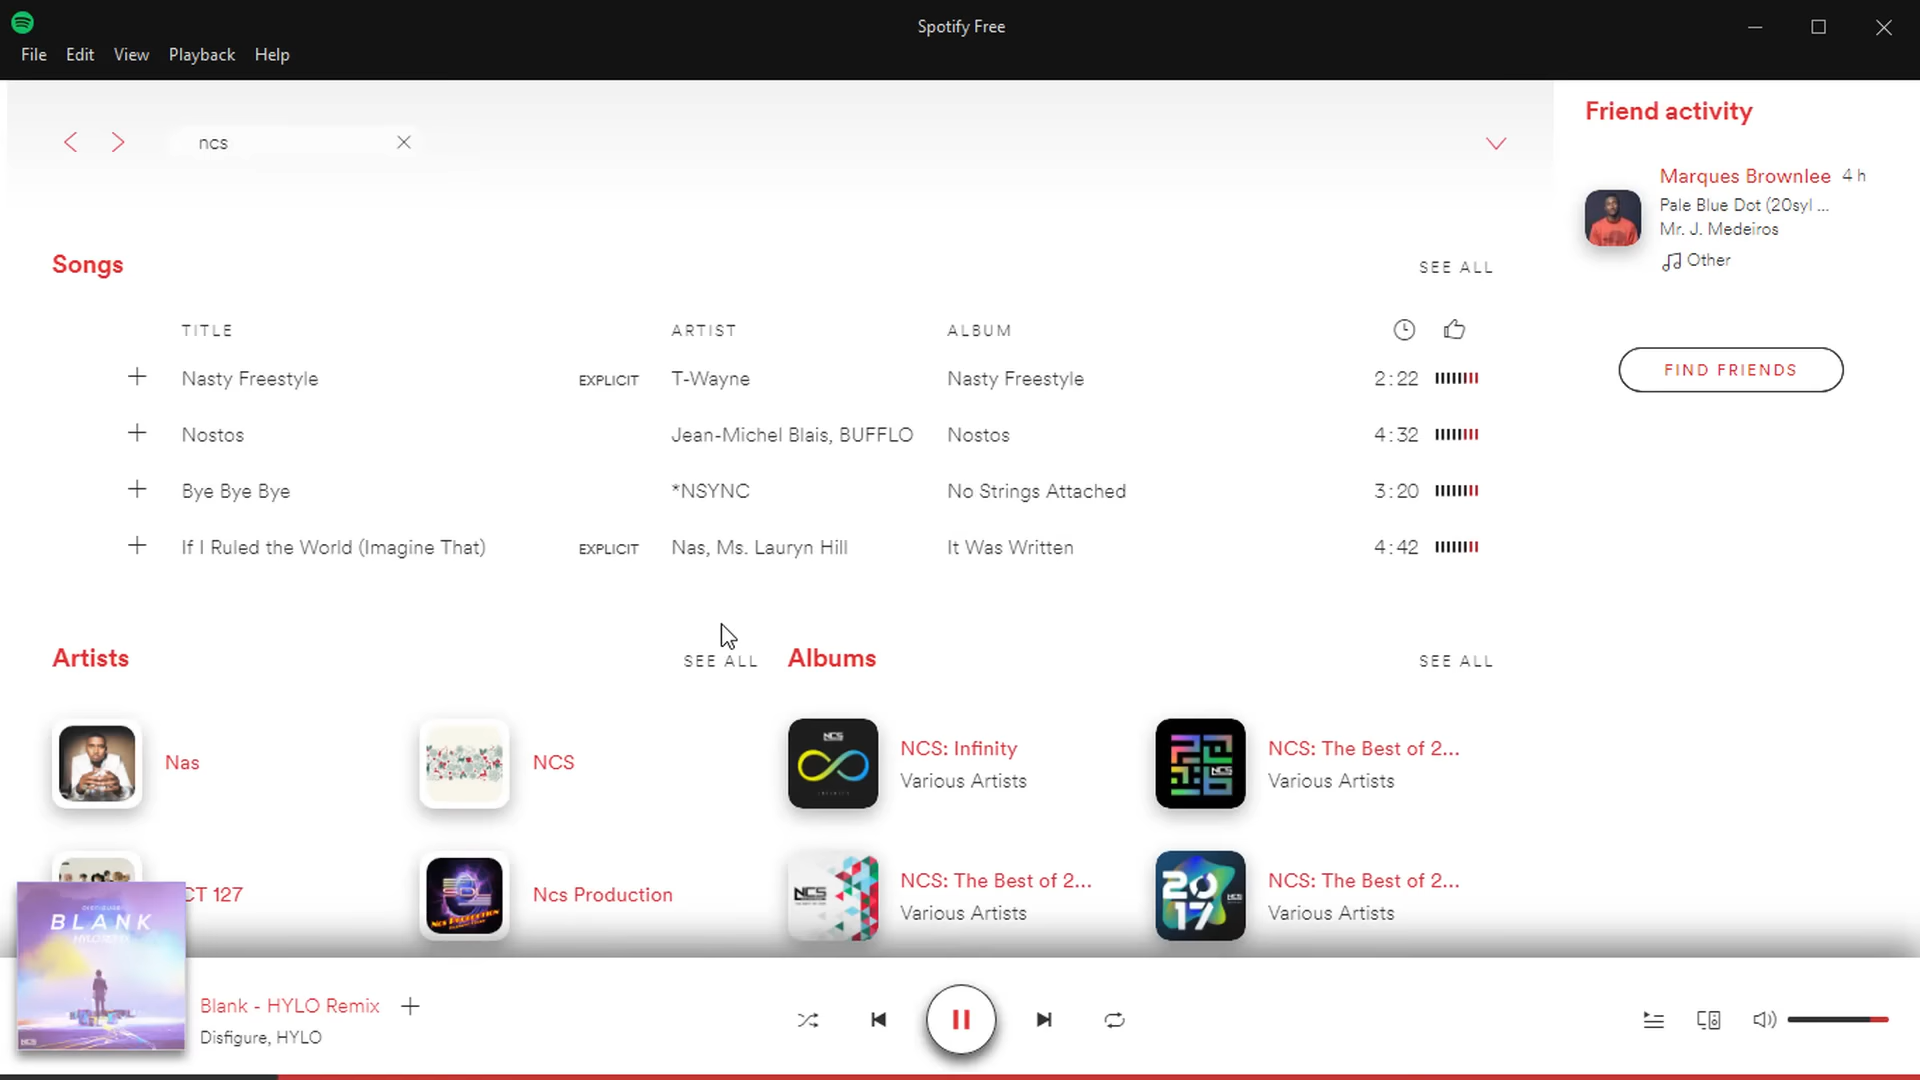 Spotify Free
File Edit View Playback Help
ncs
Friend activity
Marques Brownlee 4 h
Pale Blue Dot (20syl ...
Mr. J. Medeiros
Other
FIND FRIENDS
Songs SEE ALL
TITLE ARTIST ALBUM
Nasty Freestyle EXPLICIT T-Wayne Nasty Freestyle 2:22
Nostos Jean-Michel Blais, BUFFLO Nostos 4:32
Bye Bye Bye *NSYNC No Strings Attached 3:20
If I Ruled the World (Imagine That) EXPLICIT Nas, Ms. Lauryn Hill It Was Written 4:42
Artists SEE ALL
Albums SEE ALL
Nas
NCS
NCS
NCS: Infinity
Various Artists
NCS
NCS: The Best of 2...
Various Artists
CT 127
Ncs Production
NCS
NCS: The Best of 2...
Various Artists
2017
NCS: The Best of 2...
Various Artists
BLANK
Blank - HYLO Remix
Disfigure, HYLO